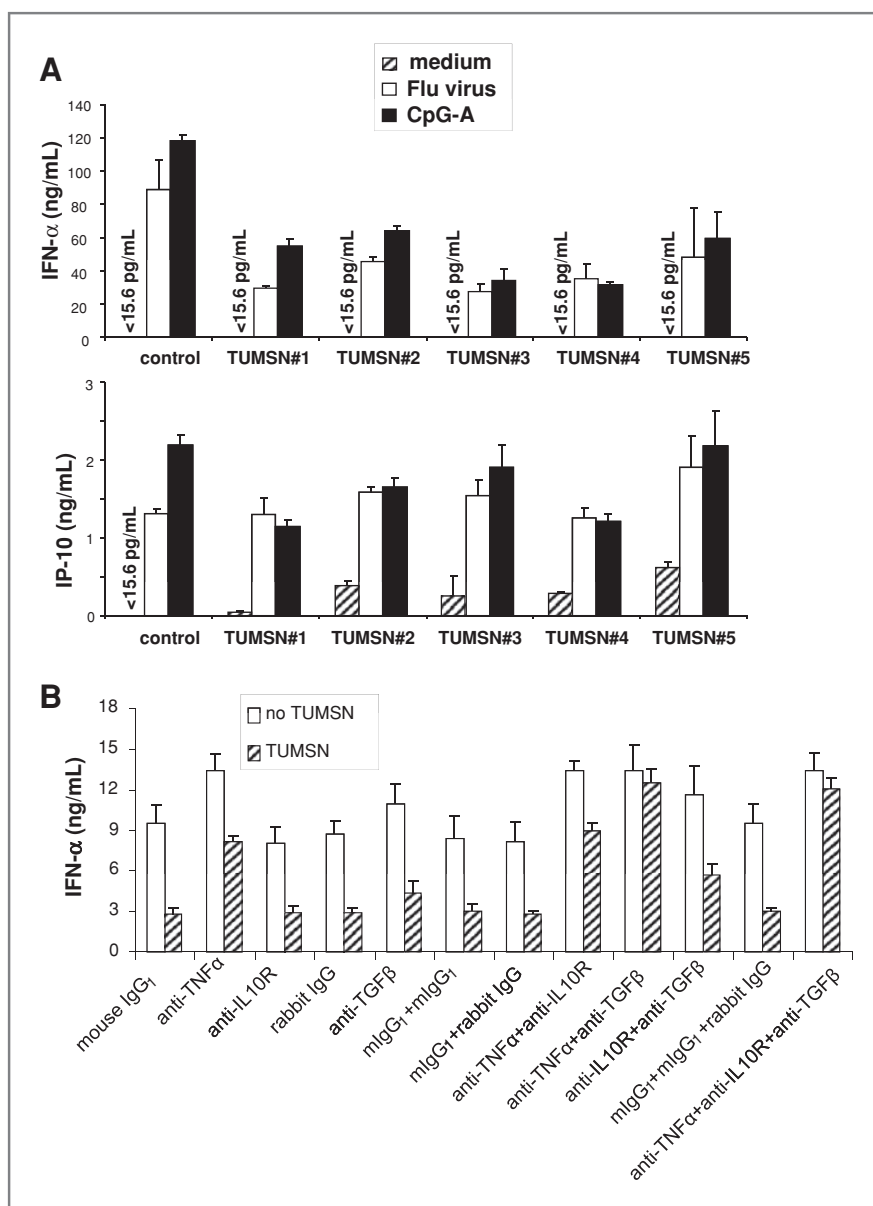 A
medium
Flu virus
CpG-A
IFN-α (ng/mL)
140
120
100
80
60
40
20
0
<15.6 pg/mL
<15.6 pg/mL
<15.6 pg/mL
<15.6 pg/mL
<15.6 pg/mL
<15.6 pg/mL
control TUMSN#1 TUMSN#2 TUMSN#3 TUMSN#4 TUMSN#5
IP-10 (ng/mL)
3
2
1
0
<15.6 pg/mL
control TUMSN#1 TUMSN#2 TUMSN#3 TUMSN#4 TUMSN#5
B
no TUMSN
TUMSN
IFN-α (ng/mL)
18
15
12
9
6
3
0
mouse IgG1
anti-TNFα
anti-IL10R
rabbit IgG
anti-TGFβ
mIgG1+mIgG1
mIgG1+rabbit IgG
anti-TNFα+anti-IL10R
anti-TNFα+anti-TGFβ
anti-IL10R+anti-TGFβ
mIgG1+mIgG1+rabbit IgG
anti-TNFα+anti-IL10R+anti-TGFβ